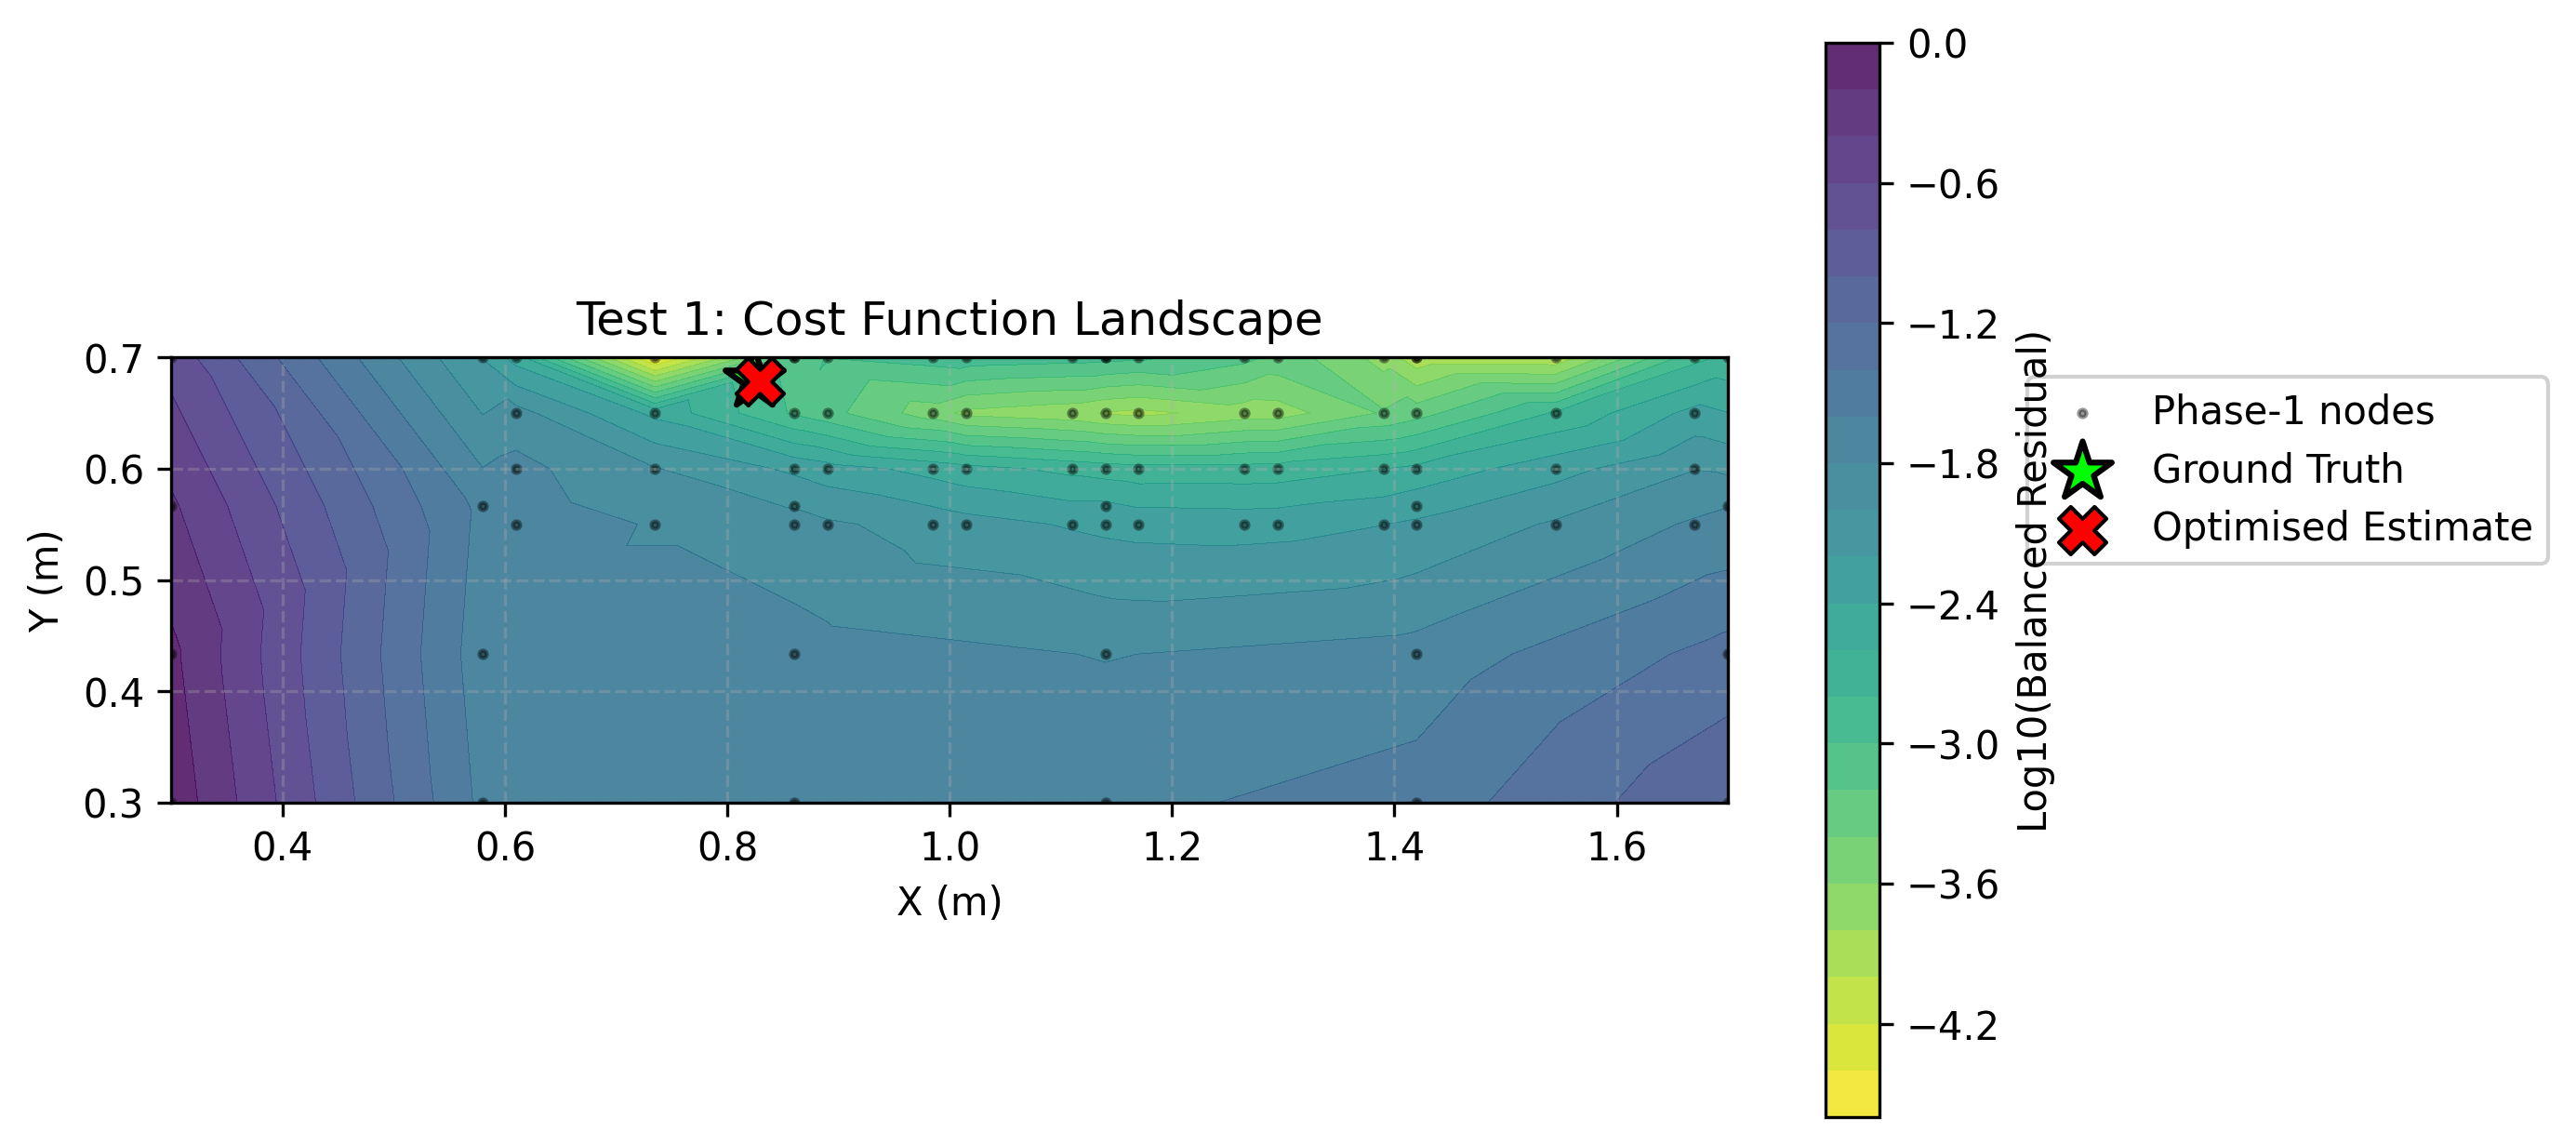 Test 1: Cost Function Landscape
0.7
0.6
0.5
0.4
0.3
Y (m)
0.4 0.6 0.8 1.0 1.2 1.4 1.6
X (m)
0.0
−0.6
−1.2
−1.8
−2.4
−3.0
−3.6
−4.2
Log10(Balanced Residual)
Phase-1 nodes
Ground Truth
Optimised Estimate